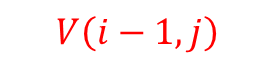 V(i − 1, j)